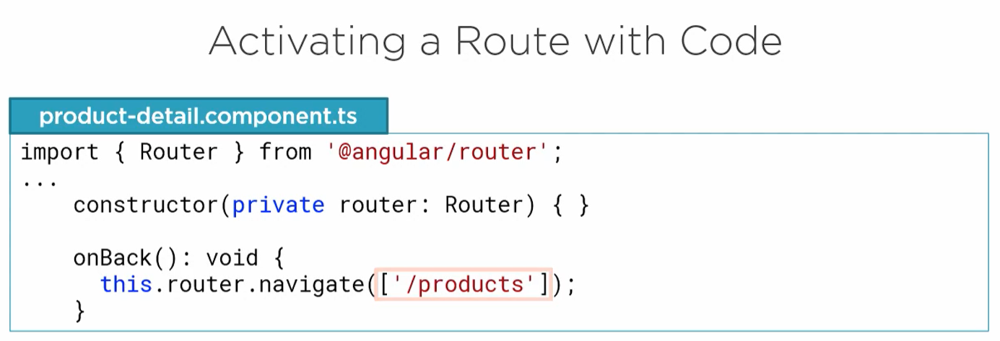 Activating a Route with Code
product-detail.component.ts
import { Router } from '@angular/router';
...
constructor(private router: Router) { }
onBack(): void {
this.router.navigate(['/products']);
}